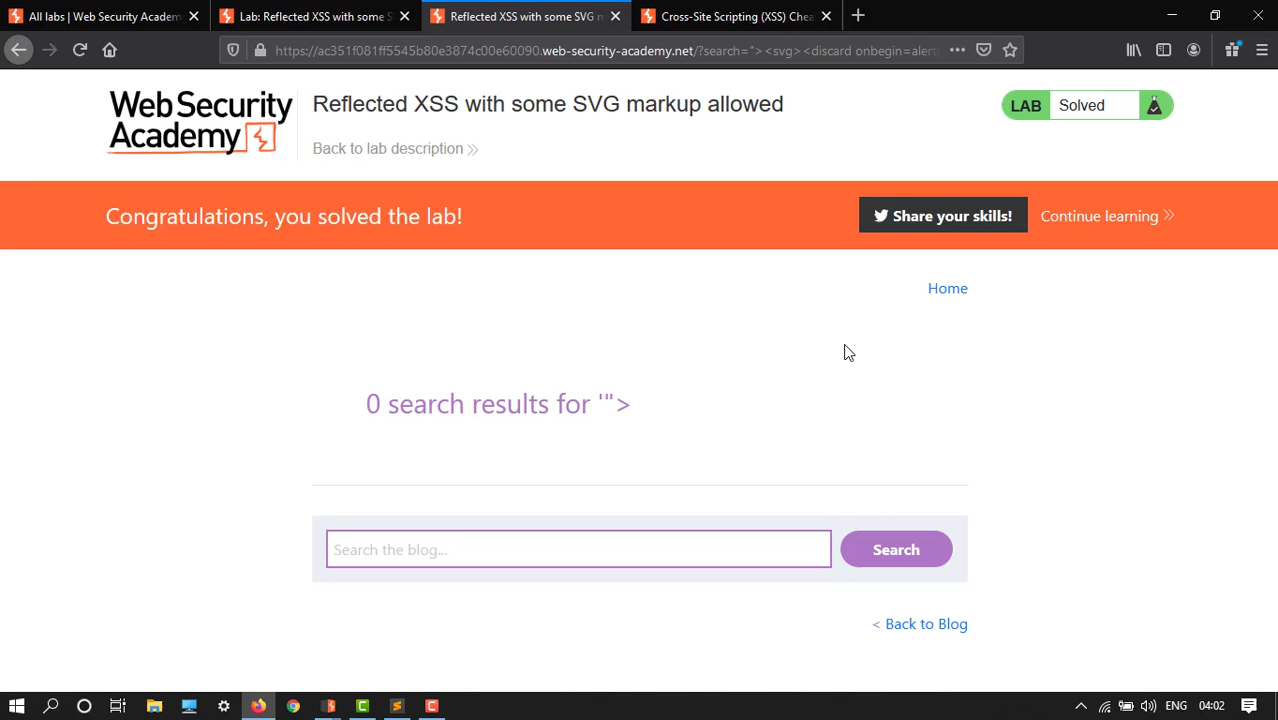 All labs | Web Security Academ
Lab: Reflected XSS with some S
Reflected XSS with some SVG m
Cross-Site Scripting (XSS) Chea
https://ac351f081ff5545b80e3874c00e60090.web-security-academy.net/?search="><svg><discard onbegin=aler
Web Security
Academy
Reflected XSS with some SVG markup allowed
Back to lab description >>
LAB Solved
Congratulations, you solved the lab!
Share your skills!
Continue learning >>
Home
0 search results for '">
Search the blog...
Search
< Back to Blog
ENG 04:02